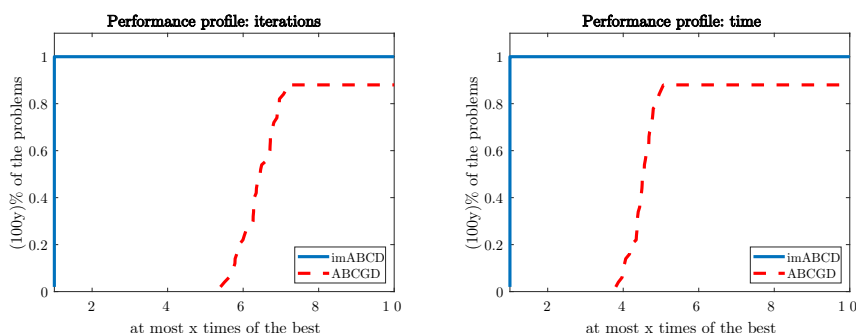 Performance profile: iterations
1
0.8
0.6
0.4
0.2
0
(100y)% of the problems
imABCD
ABCGD
2 4 6 8 1 0
at most x times of the best
Performance profile: time
1
0.8
0.6
0.4
0.2
0
(100y)% of the problems
imABCD
ABCGD
2 4 6 8 1 0
at most x times of the best